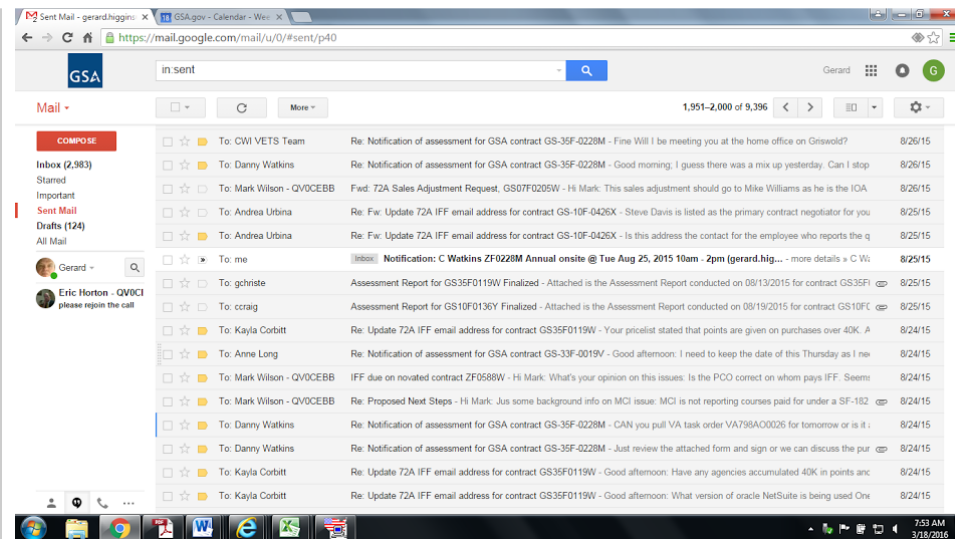 Sent Mail - gerard.higgins
GSA.gov - Calendar - Wee
https://mail.google.com/mail/u/0/#sent/p40
GSA
in:sent
Gerard
G
Mail
More
1,951–2,000 of 9,396
COMPOSE
Inbox (2,983)
Starred
Important
Sent Mail
Drafts (124)
All Mail
Gerard
Eric Horton - QV0CI
please rejoin the call
To: CWI VETS Team Re: Notification of assessment for GSA contract GS-35F-0228M - Fine Will I be meeting you at the home office on Griswold? 8/26/15
To: Danny Watkins Re: Notification of assessment for GSA contract GS-35F-0228M - Good morning; I guess there was a mix up yesterday. Can I stop 8/26/15
To: Mark Wilson - QV0CEBB Fwd: 72A Sales Adjustment Request, GS07F0205W - Hi Mark: This sales adjustment should go to Mike Williams as he is the IOA 8/26/15
To: Andrea Urbina Re: Fw: Update 72A IFF email address for contract GS-10F-0426X - Steve Davis is listed as the primary contract negotiator for you 8/25/15
To: Andrea Urbina Re: Fw: Update 72A IFF email address for contract GS-10F-0426X - Is this address the contact for the employee who reports the q 8/25/15
To: me Inbox Notification: C Watkins ZF0228M Annual onsite @ Tue Aug 25, 2015 10am - 2pm (gerard.hig... - more details » C Wa 8/25/15
To: gchriste Assessment Report for GS35F0119W Finalized - Attached is the Assessment Report conducted on 08/13/2015 for contract GS35F 8/25/15
To: ccraig Assessment Report for GS10F0136Y Finalized - Attached is the Assessment Report conducted on 08/19/2015 for contract GS10F 8/25/15
To: Kayla Corbitt Re: Update 72A IFF email address for contract GS35F0119W - Your pricelist stated that points are given on purchases over 40K. A 8/24/15
To: Anne Long Re: Notification of assessment for GSA contract GS-33F-0019V - Good afternoon: I need to keep the date of this Thursday as I nee 8/24/15
To: Mark Wilson - QV0CEBB IFF due on novated contract ZF0588W - Hi Mark: What's your opinion on this issues: Is the PCO correct on whom pays IFF. Seems 8/24/15
To: Mark Wilson - QV0CEBB Re: Proposed Next Steps - Hi Mark: Jus some background info on MCI issue: MCI is not reporting courses paid for under a SF-182 8/24/15
To: Danny Watkins Re: Notification of assessment for GSA contract GS-35F-0228M - CAN you pull VA task order VA798AO0026 for tomorrow or is it 8/24/15
To: Danny Watkins Re: Notification of assessment for GSA contract GS-35F-0228M - Just review the attached form and sign or we can discuss the pur 8/24/15
To: Kayla Corbitt Re: Update 72A IFF email address for contract GS35F0119W - Good afternoon: Have any agencies accumulated 40K in points and 8/24/15
To: Kayla Corbitt Re: Update 72A IFF email address for contract GS35F0119W - Good afternoon: What version of oracle NetSuite is being used One 8/24/15
7:53 AM
3/18/2016